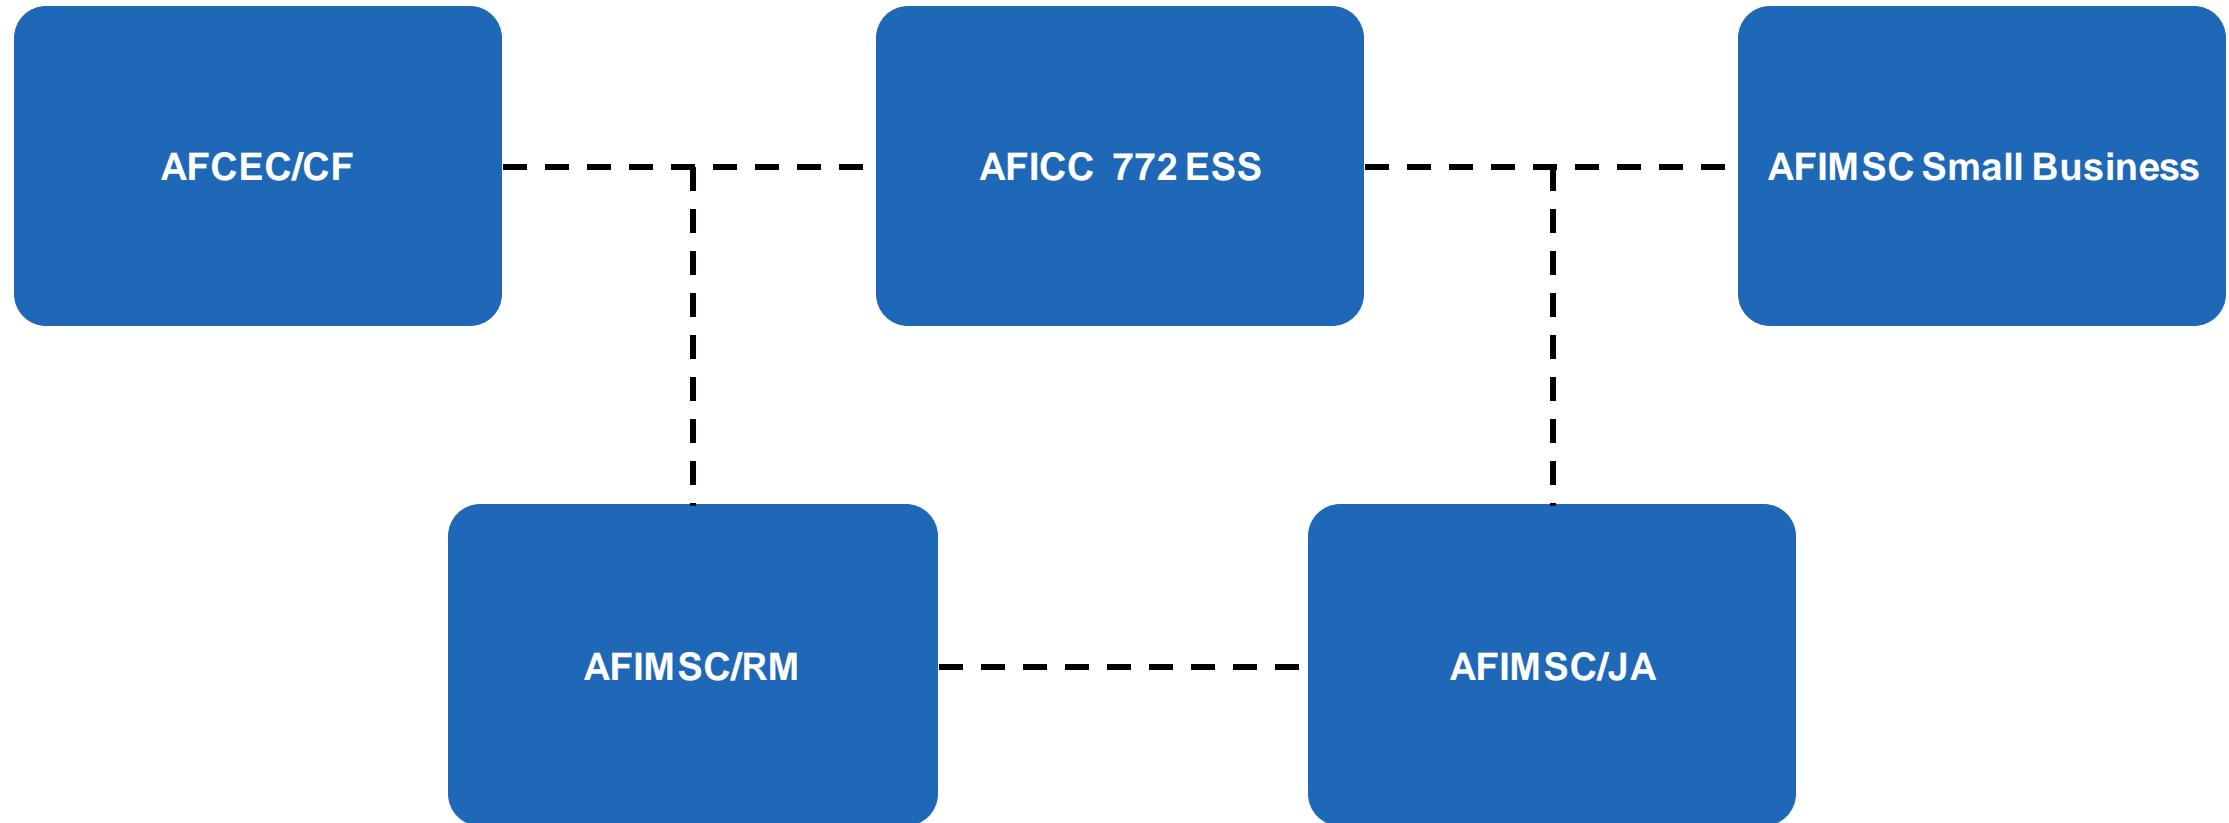 AFCEC/CF
AFICC 772 ESS
AFIMSC Small Business
AFIMSC/RM
AFIMSC/JA